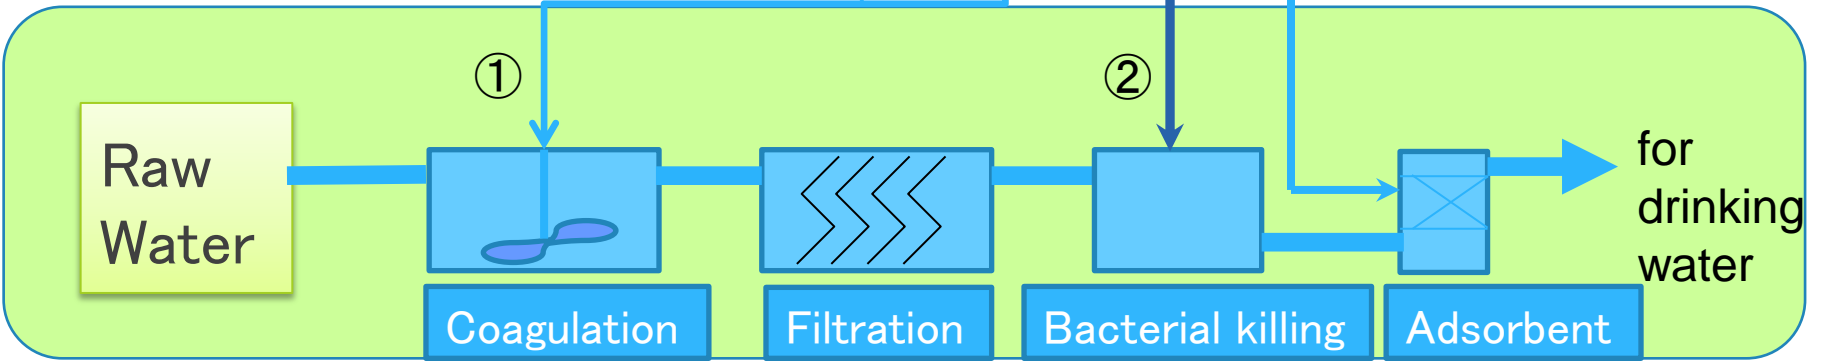 ①
②
Raw
Water
for
drinking
water
Coagulation
Filtration
Bacterial killing
Adsorbent